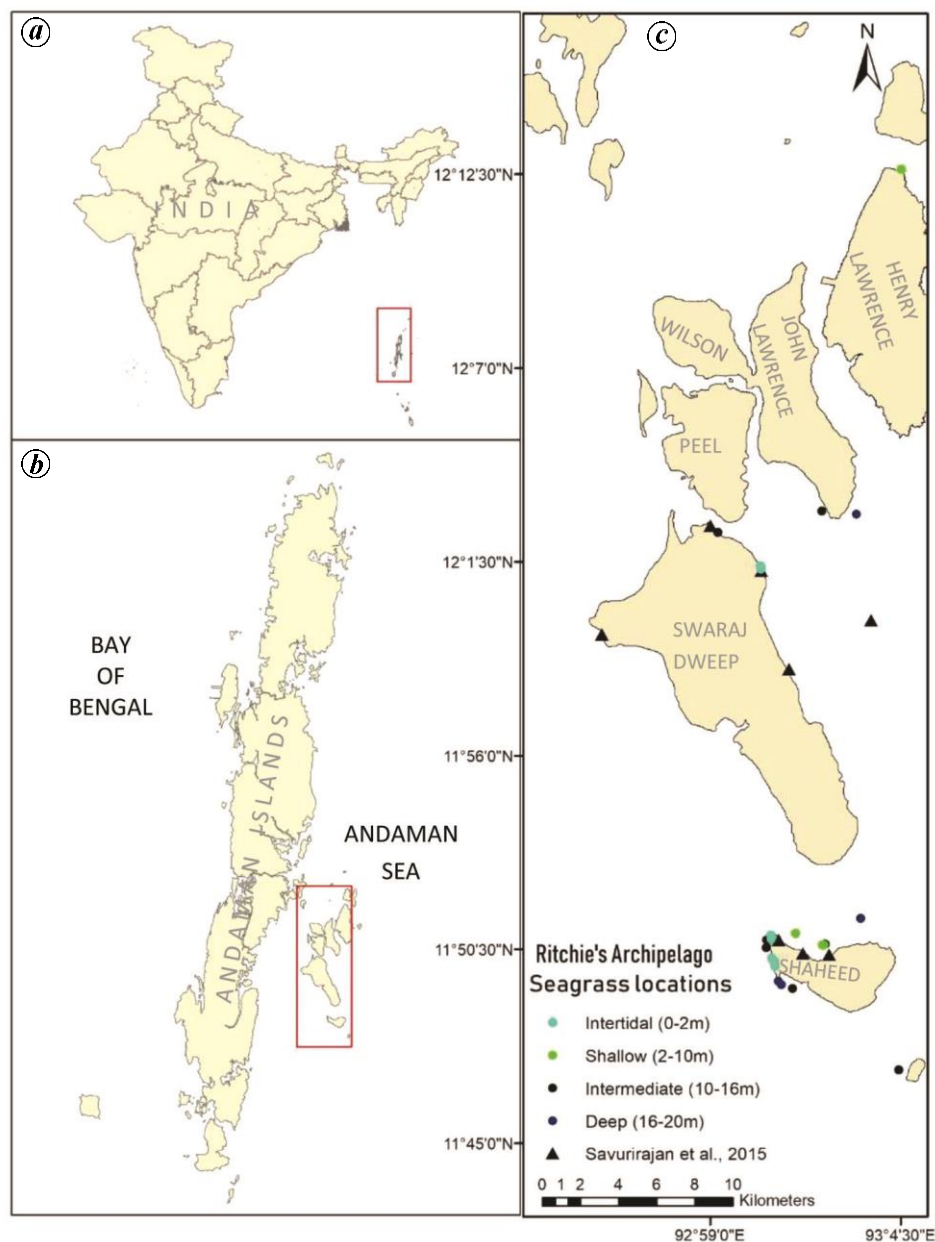 a
INDIA
b
BAY
OF
BENGAL
ANDAMAN ISLANDS
ANDAMAN
SEA
c
N
12°12'30"N
12°7'0"N
12°1'30"N
11°56'0"N
11°50'30"N
11°45'0"N
HENRY
LAWRENCE
JOHN
LAWRENCE
WILSON
PEEL
SWARAJ
DWEEP
SHAHEED
Ritchie's Archipelago
Seagrass locations
Intertidal (0-2m)
Shallow (2-10m)
Intermediate (10-16m)
Deep (16-20m)
Savurirajan et al., 2015
0 1 2 4 6 8 10
Kilometers
92°59'0"E 93°4'30"E